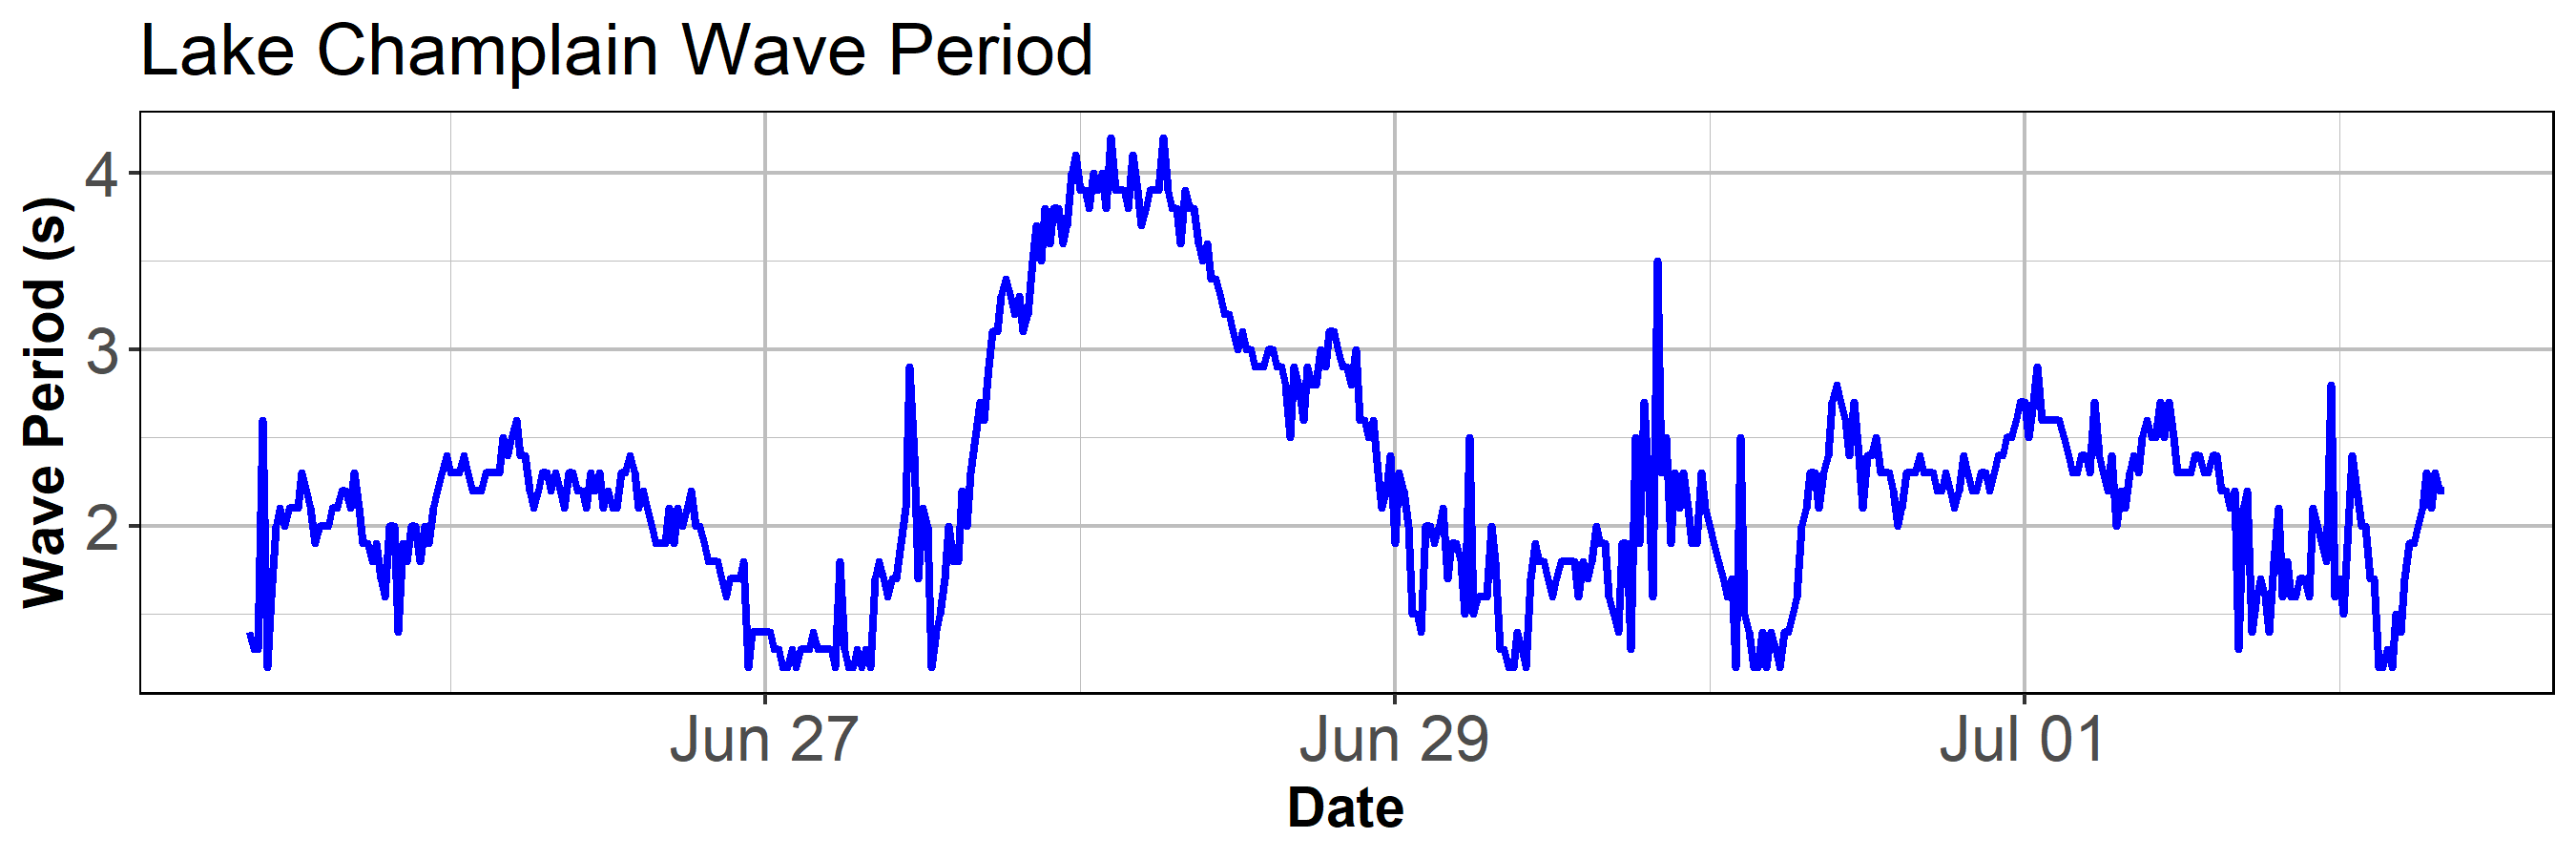 Lake Champlain Wave Period
Wave Period (s)
4
3
2
Jun 27
Jun 29
Jul 01
Date